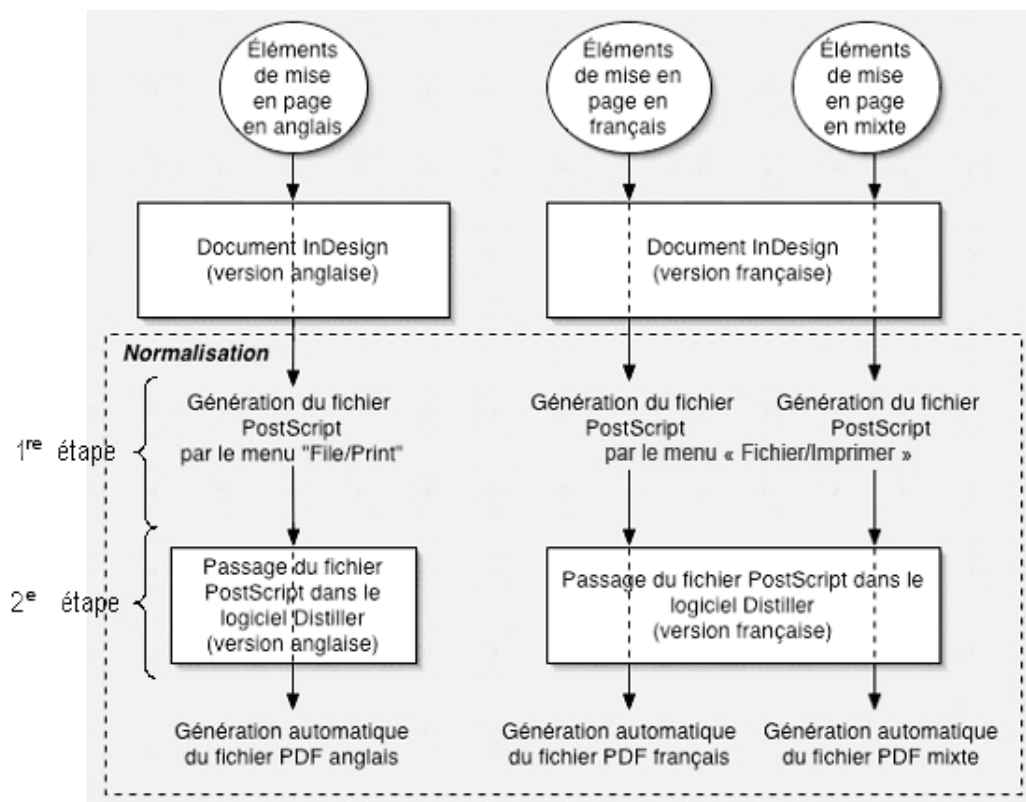 Éléments
de mise
en page
en anglais
Éléments
de mise en
page en
français
Éléments
de mise
en page
en mixte
Document InDesign
(version anglaise)
Document InDesign
(version française)
Normalisation
1re étape
Génération du fichier
PostScript
par le menu "File/Print"
Génération du fichier
PostScript
Génération du fichier
PostScript
par le menu « Fichier/Imprimer »
2e étape
Passage du fichier
PostScript dans le
logiciel Distiller
(version anglaise)
Passage du fichier PostScript dans le
logiciel Distiller
(version française)
Génération automatique
du fichier PDF anglais
Génération automatique
du fichier PDF français
Génération automatique
du fichier PDF mixte